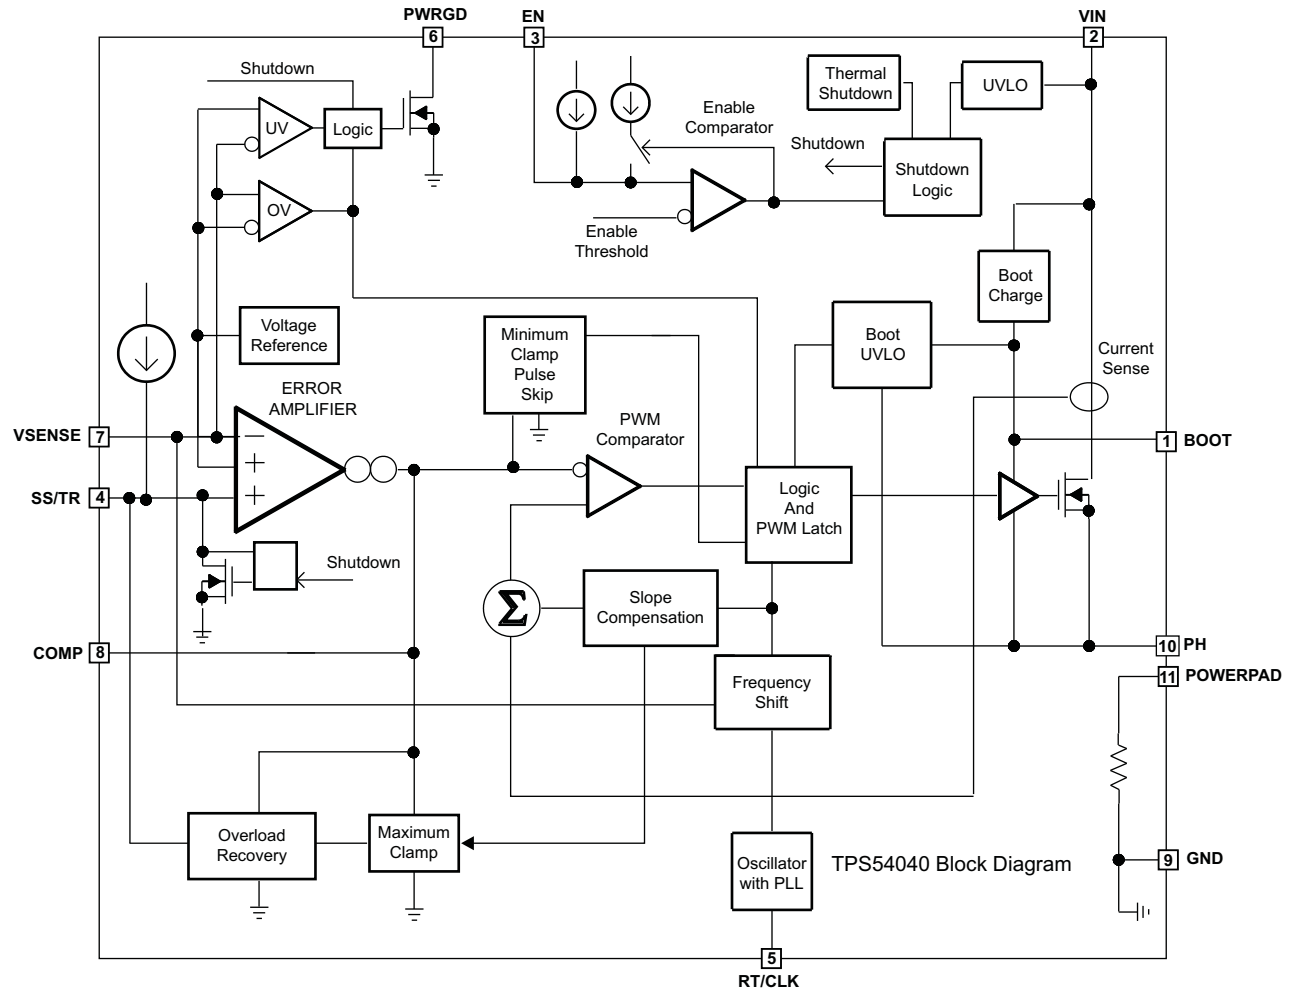 PWRGD
6
EN
3
VIN
2
Shutdown
UV
Logic
OV
Enable
Comparator
Enable
Threshold
Thermal
Shutdown
UVLO
Shutdown
Shutdown
Logic
Boot
Charge
Voltage
Reference
Minimum
Clamp
Pulse
Skip
Boot
UVLO
Current
Sense
ERROR
AMPLIFIER
PWM
Comparator
VSENSE
7
−
+
+
SS/TR
4
1
BOOT
Logic
And
PWM Latch
Shutdown
Σ
Slope
Compensation
COMP
8
10
PH
11
POWERPAD
Frequency
Shift
Overload
Recovery
Maximum
Clamp
Oscillator
with PLL
TPS54040 Block Diagram
9
GND
5
RT/CLK